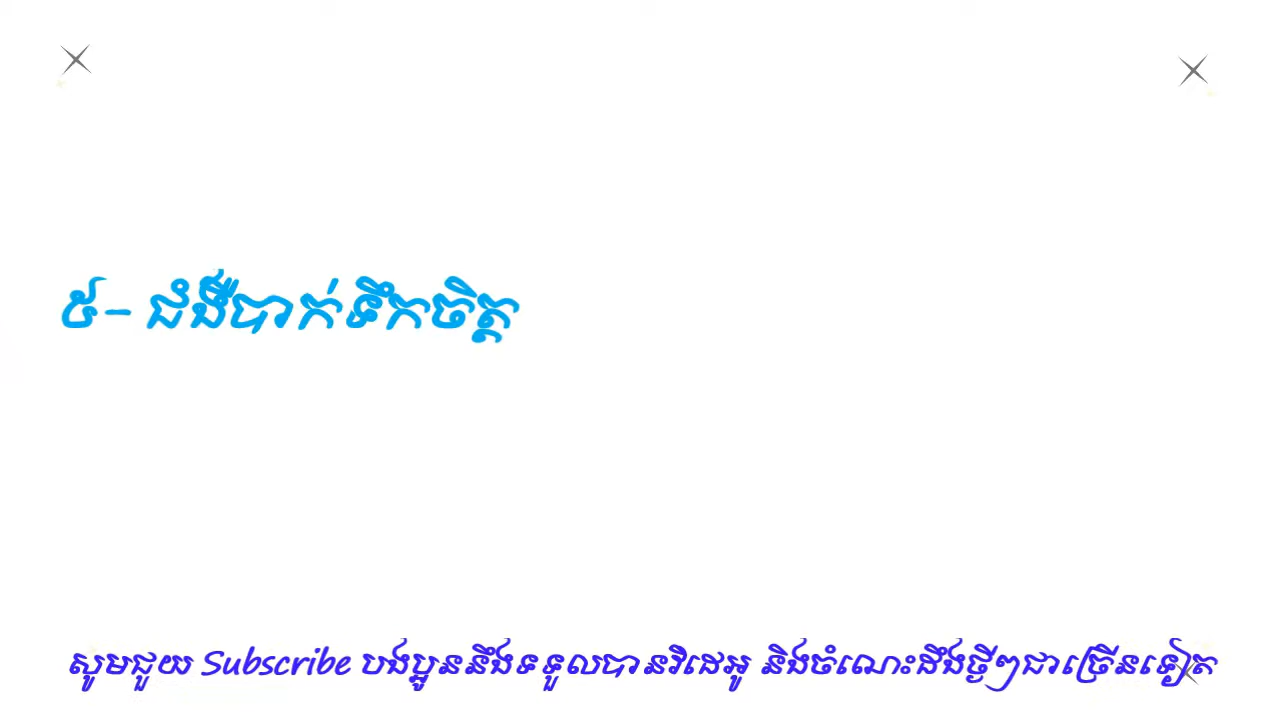 ៥- ជំងឺបាក់ទឹកចិត្ត
សូមជួយ Subscribe បងប្អូននឹងទទួលបានវិដេអូ និងចំណេះដឹងថ្មីៗជាច្រើនទៀត